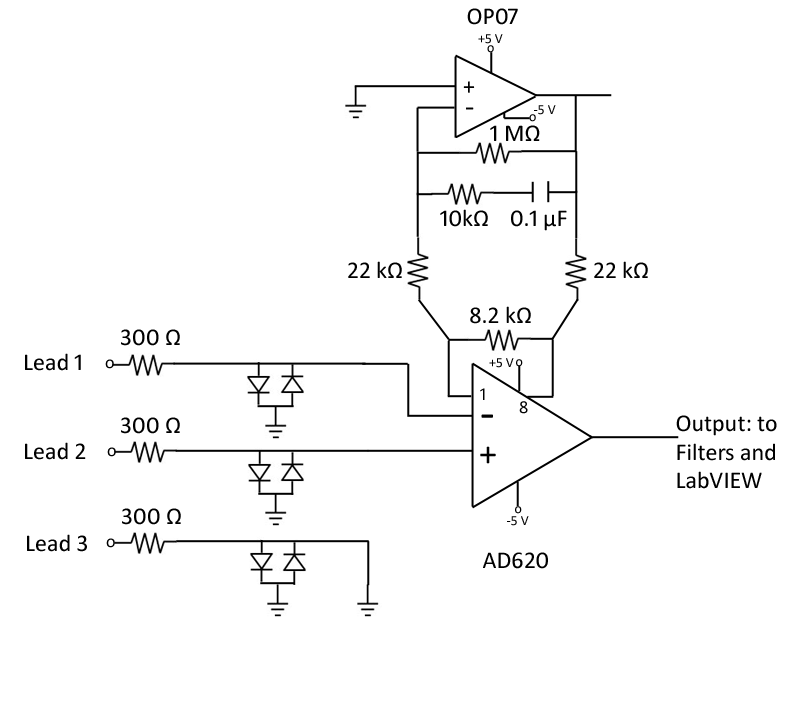 OP07
+5 V
+
-
-5 V
1 MΩ
10kΩ 0.1 µF
22 kΩ 22 kΩ
8.2 kΩ
300 Ω
Lead 1
+5 V
1
8
-
300 Ω
Lead 2
+
Output: to
Filters and
LabVIEW
300 Ω
-5 V
Lead 3
AD620